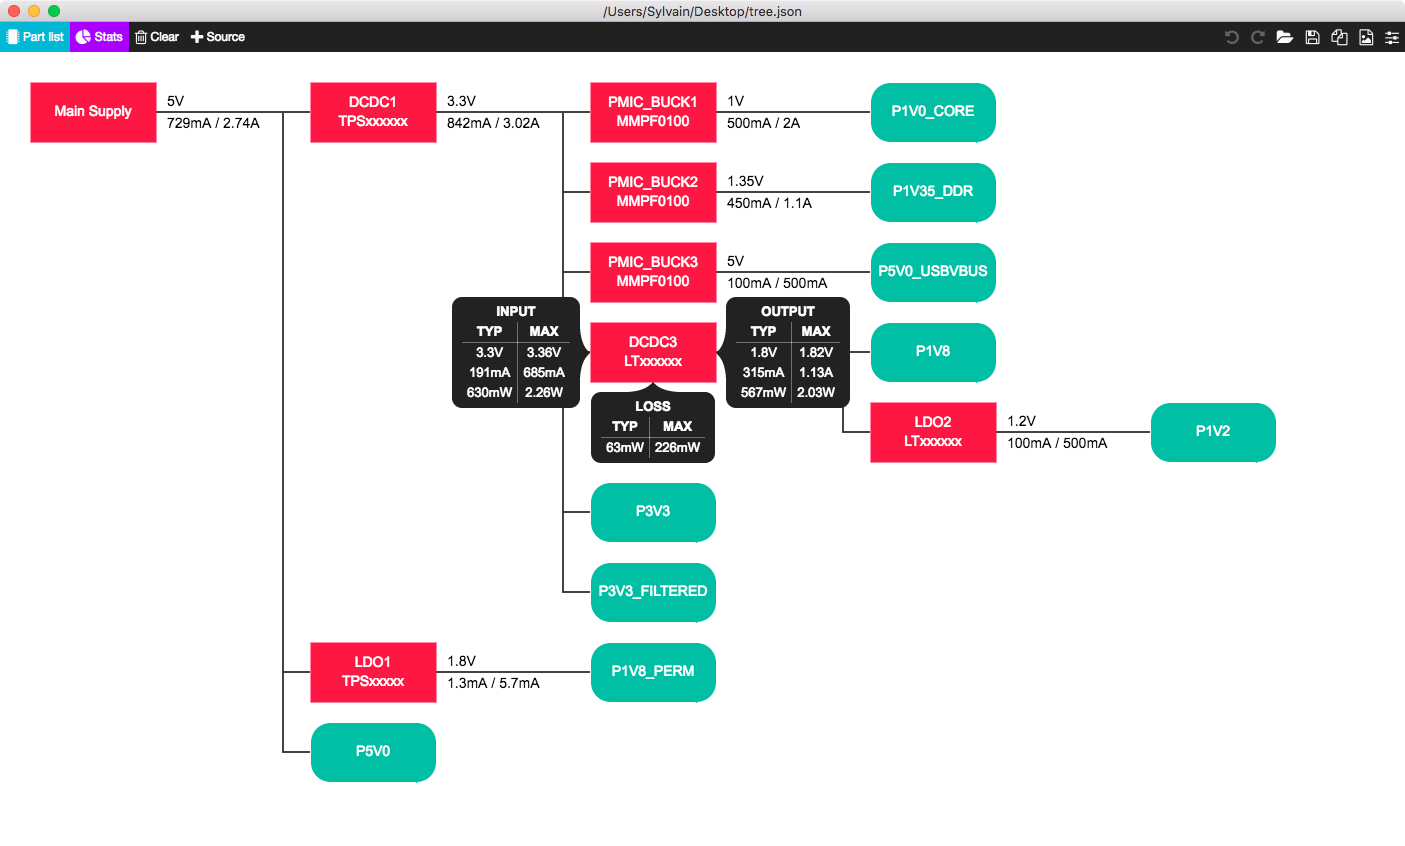 /Users/Sylvain/Desktop/tree.json
Part list Stats Clear Source
Main Supply
5V
729mA / 2.74A
DCDC1
TPSxxxxxx
3.3V
842mA / 3.02A
PMIC_BUCK1
MMPF0100
1V
500mA / 2A
P1V0_CORE
PMIC_BUCK2
MMPF0100
1.35V
450mA / 1.1A
P1V35_DDR
PMIC_BUCK3
MMPF0100
5V
100mA / 500mA
P5V0_USBVBUS
INPUT
TYP MAX
3.3V 3.36V
191mA 685mA
630mW 2.26W
DCDC3
LTxxxxxx
OUTPUT
TYP MAX
1.8V 1.82V
315mA 1.13A
567mW 2.03W
P1V8
LOSS
TYP MAX
63mW 226mW
LDO2
LTxxxxxx
1.2V
100mA / 500mA
P1V2
P3V3
P3V3_FILTERED
LDO1
TPSxxxxx
1.8V
1.3mA / 5.7mA
P1V8_PERM
P5V0